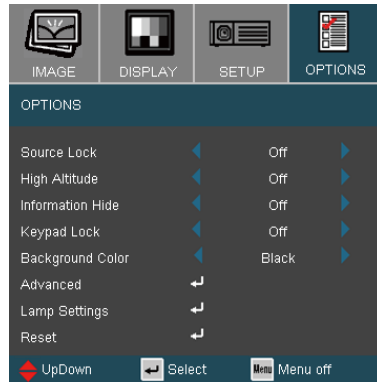 IMAGE DISPLAY SETUP OPTIONS
OPTIONS
Source Lock Off
High Altitude Off
Information Hide Off
Keypad Lock Off
Background Color Black
Advanced
Lamp Settings
Reset
UpDown Select Menu Menu off